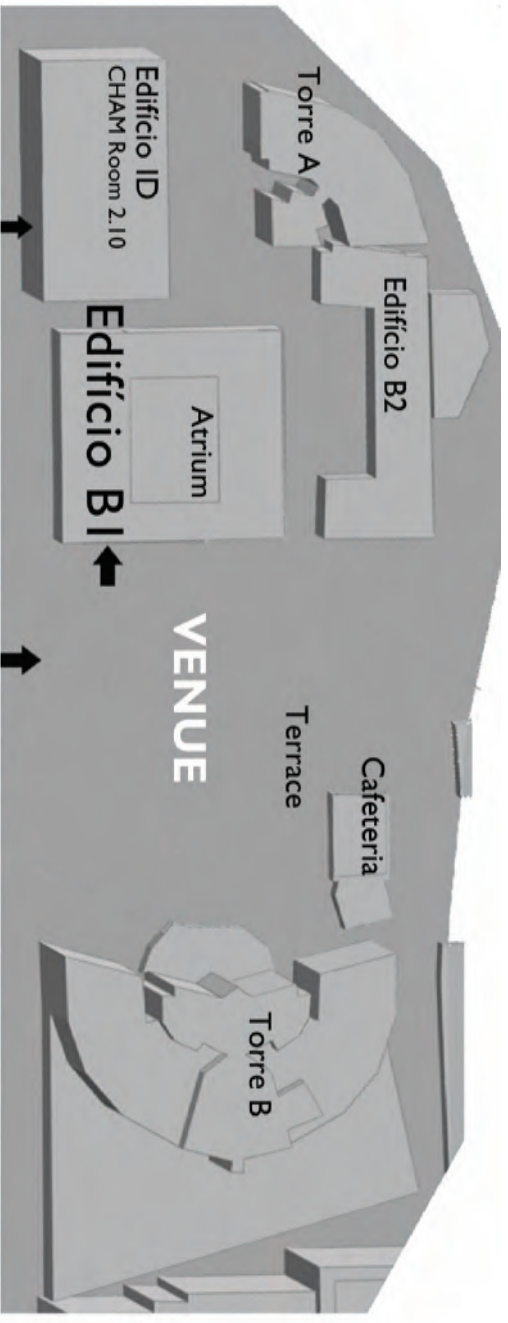 Torre A
Edifício B2
Edifício ID
CHAM Room 2.10
Atrium
Edifício B1
VENUE
Terrace
Cafeteria
Torre B